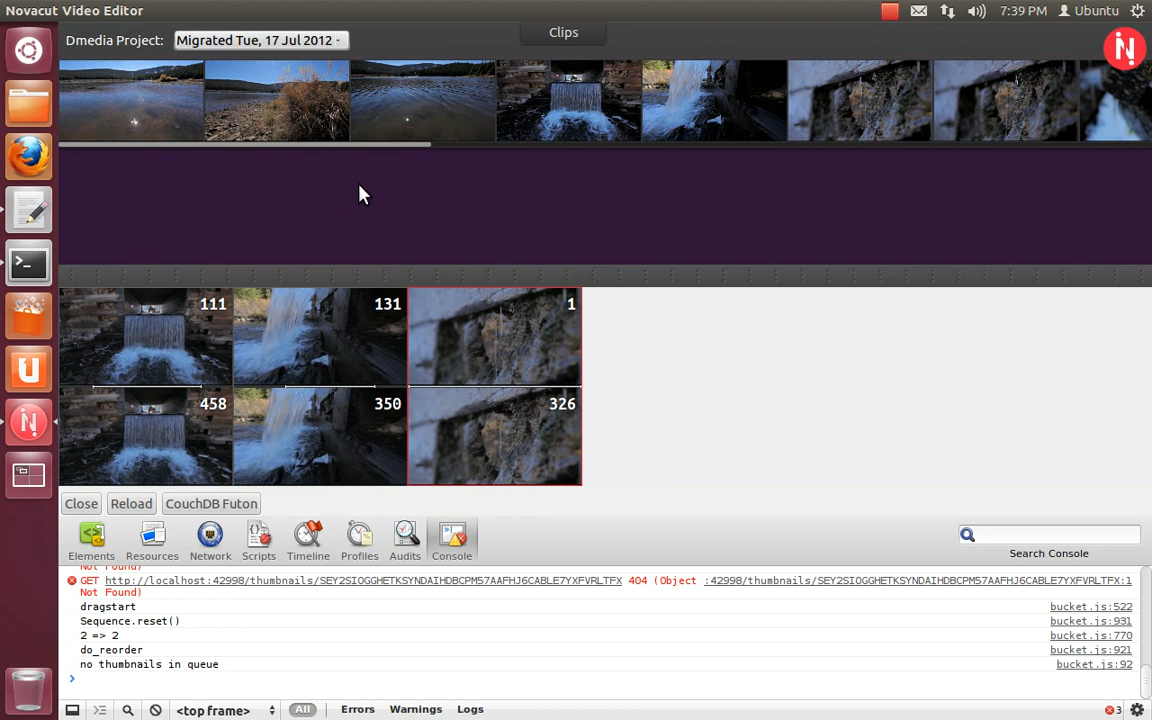 Novacut Video Editor
7:39 PM
Ubuntu
Dmedia Project:
Migrated Tue, 17 Jul 2012
Clips
111
131
1
458
350
326
Close
Reload
CouchDB Futon
Elements
Resources
Network
Scripts
Timeline
Profiles
Audits
Console
Search Console
Not Found)
GET http://localhost:42998/thumbnails/SEY2SIOGGHETKSYNDAIHDBCPM57AAFHJ6CABLE7YXFVRLTFX 404 (Object :42998/thumbnails/SEY2SIOGGHETKSYNDAIHDBCPM57AAFHJ6CABLE7YXFVRLTFX:1
Not Found)
dragstart bucket.js:522
Sequence.reset() bucket.js:931
2 => 2 bucket.js:770
do_reorder bucket.js:921
no thumbnails in queue bucket.js:92
>
<top frame>
All
Errors
Warnings
Logs
3